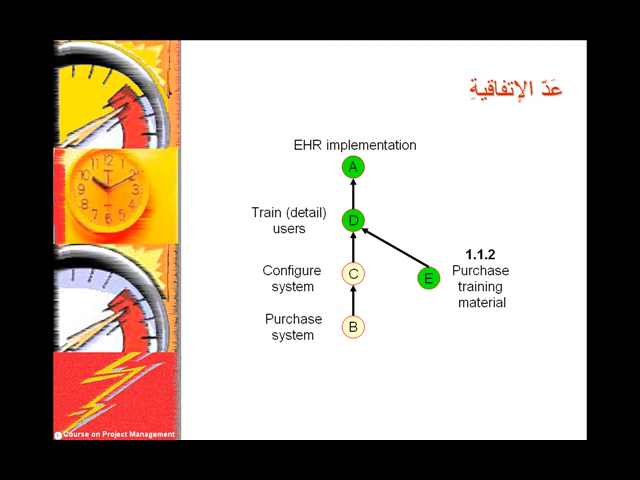 عَدّ الإتفاقيةِ
EHR implementation
A
Train (detail)
users
D
Configure
system
C
E
1.1.2
Purchase
training
material
Purchase
system
B
Course on Project Management